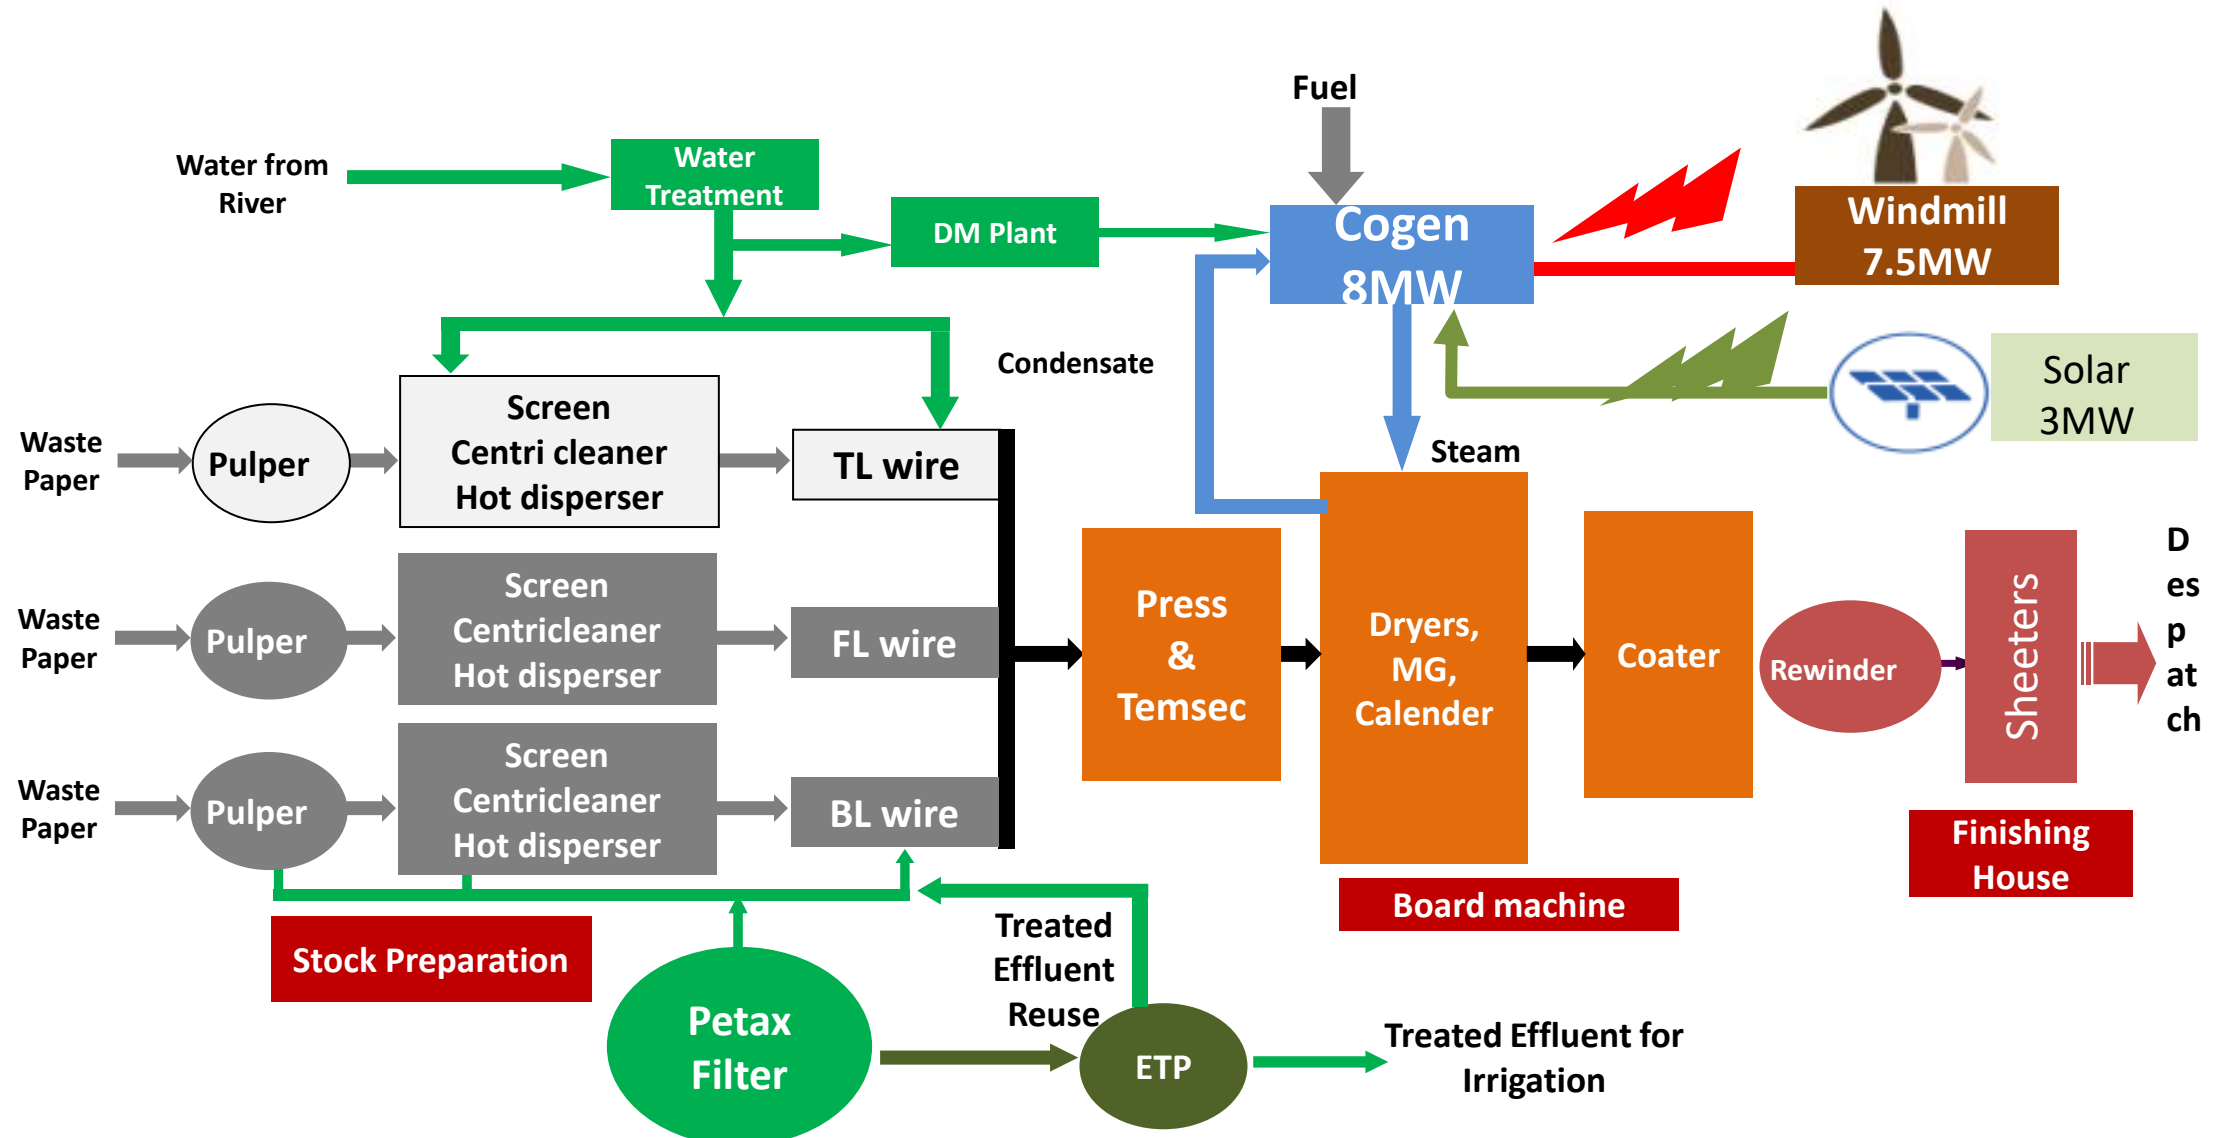 Fuel
Water from
River
Water
Treatment
DM Plant
Cogen
8MW
Windmill
7.5MW
Condensate
Solar
3MW
Steam
Waste
Paper
Pulper
Screen
Centri cleaner
Hot disperser
TL wire
Waste
Paper
Pulper
Screen
Centricleaner
Hot disperser
FL wire
Waste
Paper
Pulper
Screen
Centricleaner
Hot disperser
BL wire
Press
&
Temsec
Dryers,
MG,
Calender
Coater
Rewinder
Sheeters
D
es
p
at
ch
Finishing
House
Board machine
Stock Preparation
Treated
Effluent
Reuse
Petax
Filter
ETP
Treated Effluent for
Irrigation